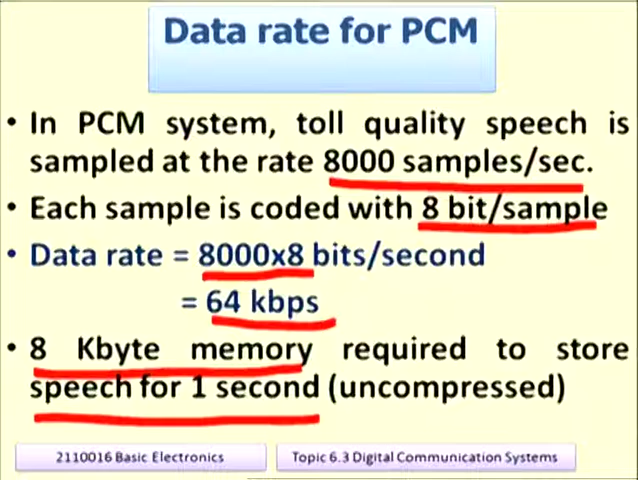 Data rate for PCM
• In PCM system, toll quality speech is
sampled at the rate 8000 samples/sec.
• Each sample is coded with 8 bit/sample
• Data rate = 8000x8 bits/second
= 64 kbps
• 8 Kbyte memory required to store
speech for 1 second (uncompressed)
2110016 Basic Electronics
Topic 6.3 Digital Communication Systems